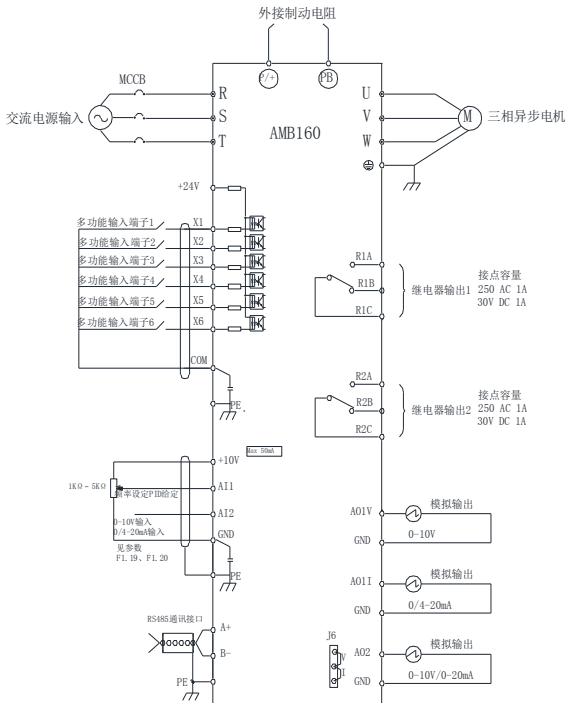 外接制动电阻
P/+
PB
MCCB
R
S
T
交流电源输入
AMB160
U
V
W
M
三相异步电机
+24V
多功能输入端子1
X1
多功能输入端子2
X2
多功能输入端子3
X3
多功能输入端子4
X4
多功能输入端子5
X5
多功能输入端子6
X6
COM
PE.
R1A
R1B
R1C
继电器输出1
接点容量
250 AC 1A
30V DC 1A
R2A
R2B
R2C
继电器输出2
接点容量
250 AC 1A
30V DC 1A
+10V
Max 50mA
1KΩ~5KΩ
频率设定PID给定
AI1
AI2
0-10V输入
0/4-20mA输入
GND
见参数
F1.19、F1.20
PE
AO1V
模拟输出
GND
0-10V
AO1I
模拟输出
GND
0/4-20mA
RS485通讯接口
A+
B-
PE
J6
V
I
AO2
模拟输出
GND
0-10V/0-20mA